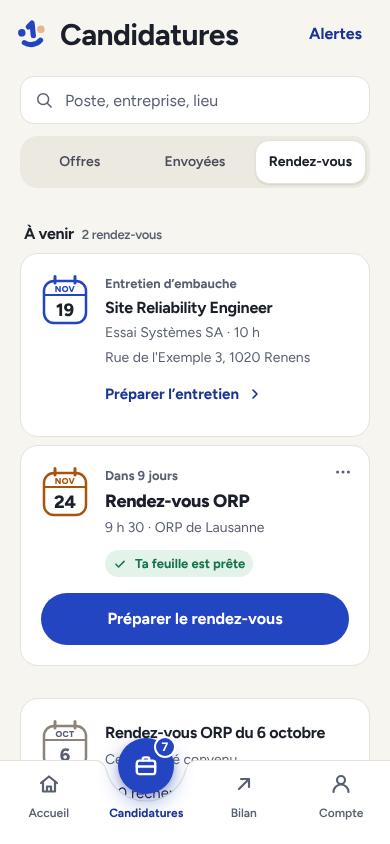 Candidatures
Alertes
Poste, entreprise, lieu
Offres
Envoyées
Rendez-vous
À venir 2 rendez-vous
NOV
19
Entretien d’embauche
Site Reliability Engineer
Essai Systèmes SA · 10 h
Rue de l'Exemple 3, 1020 Renens
Préparer l’entretien
NOV
24
Dans 9 jours
Rendez-vous ORP
9 h 30 · ORP de Lausanne
Ta feuille est prête
Préparer le rendez-vous
OCT
6
Rendez-vous ORP du 6 octobre
convenu
7
Accueil
Candidatures
Bilan
Compte